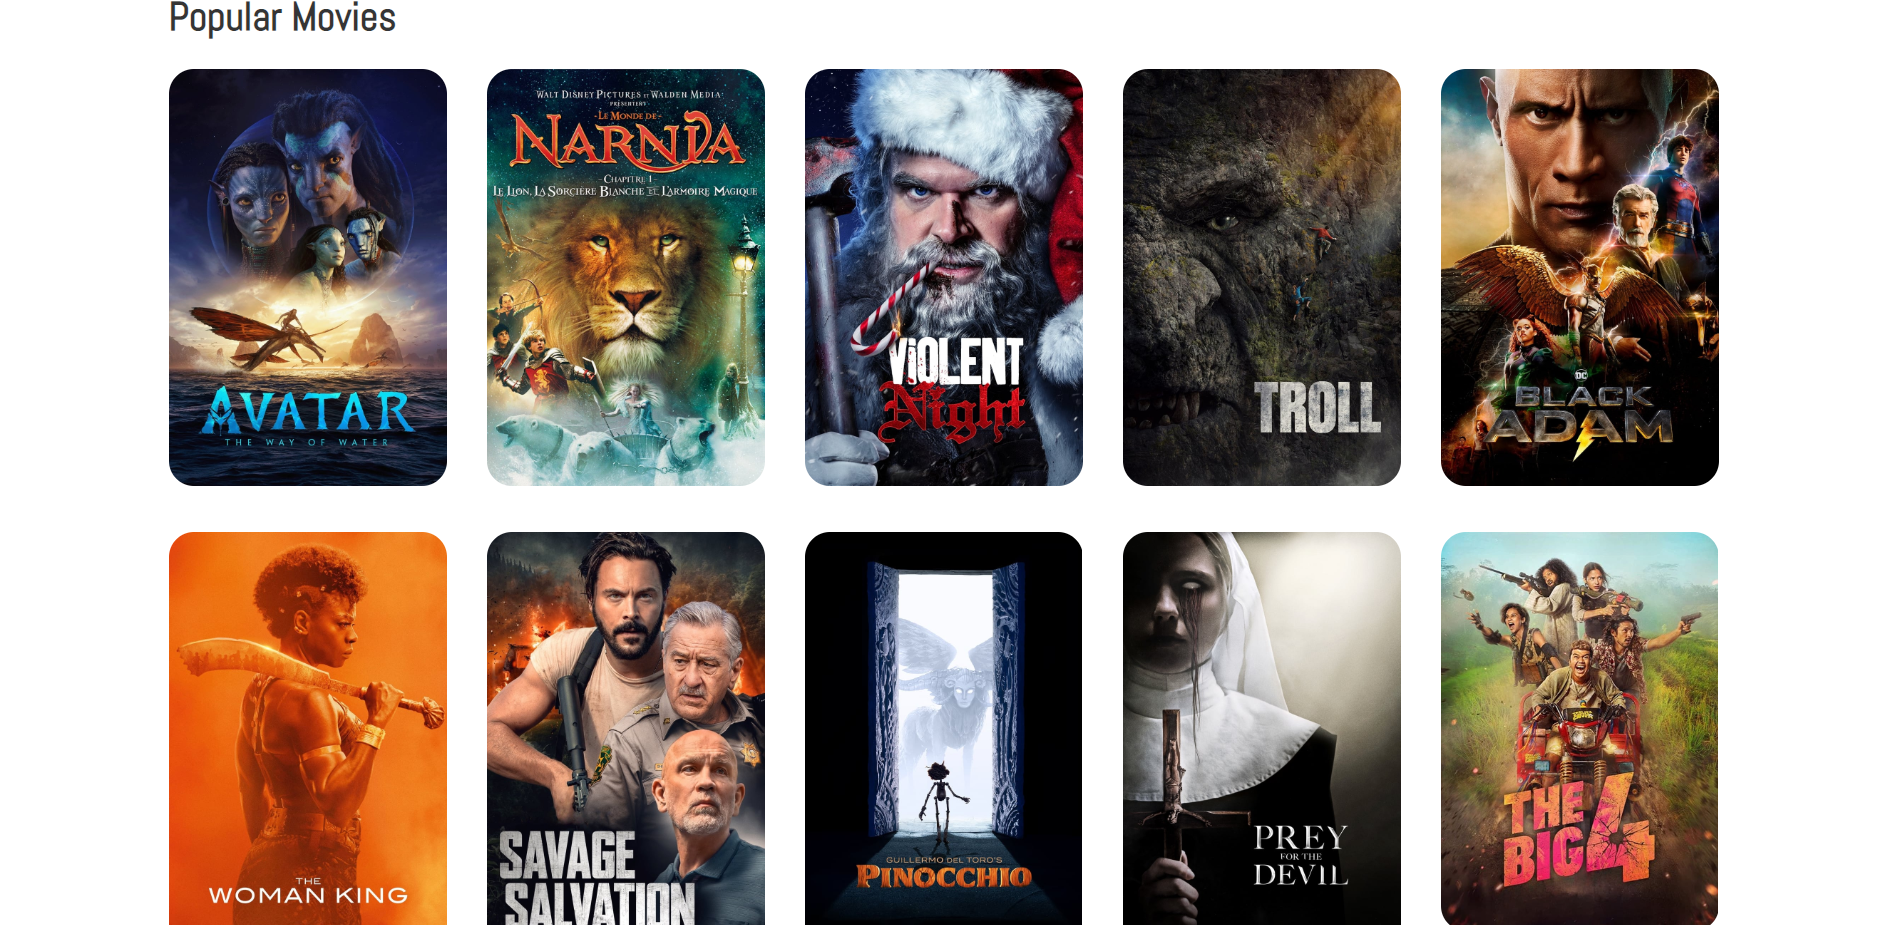 Popular Movies
AVATAR
THE WAY OF WATER
WALT DISNEY PICTURES ET WALDEN MEDIA
PRÉSENTENT
LE MONDE DE
NARNIA
CHAPITRE 1
LE LION, LA SORCIÈRE BLANCHE ET L'ARMOIRE MAGIQUE
VIOLENT
Night
TROLL
DC
BLACK
ADAM
THE
WOMAN KING
SAVAGE
SALVATION
GUILLERMO DEL TORO'S
PINOCCHIO
PREY
FOR THE
DEVIL
THE
BIG 4